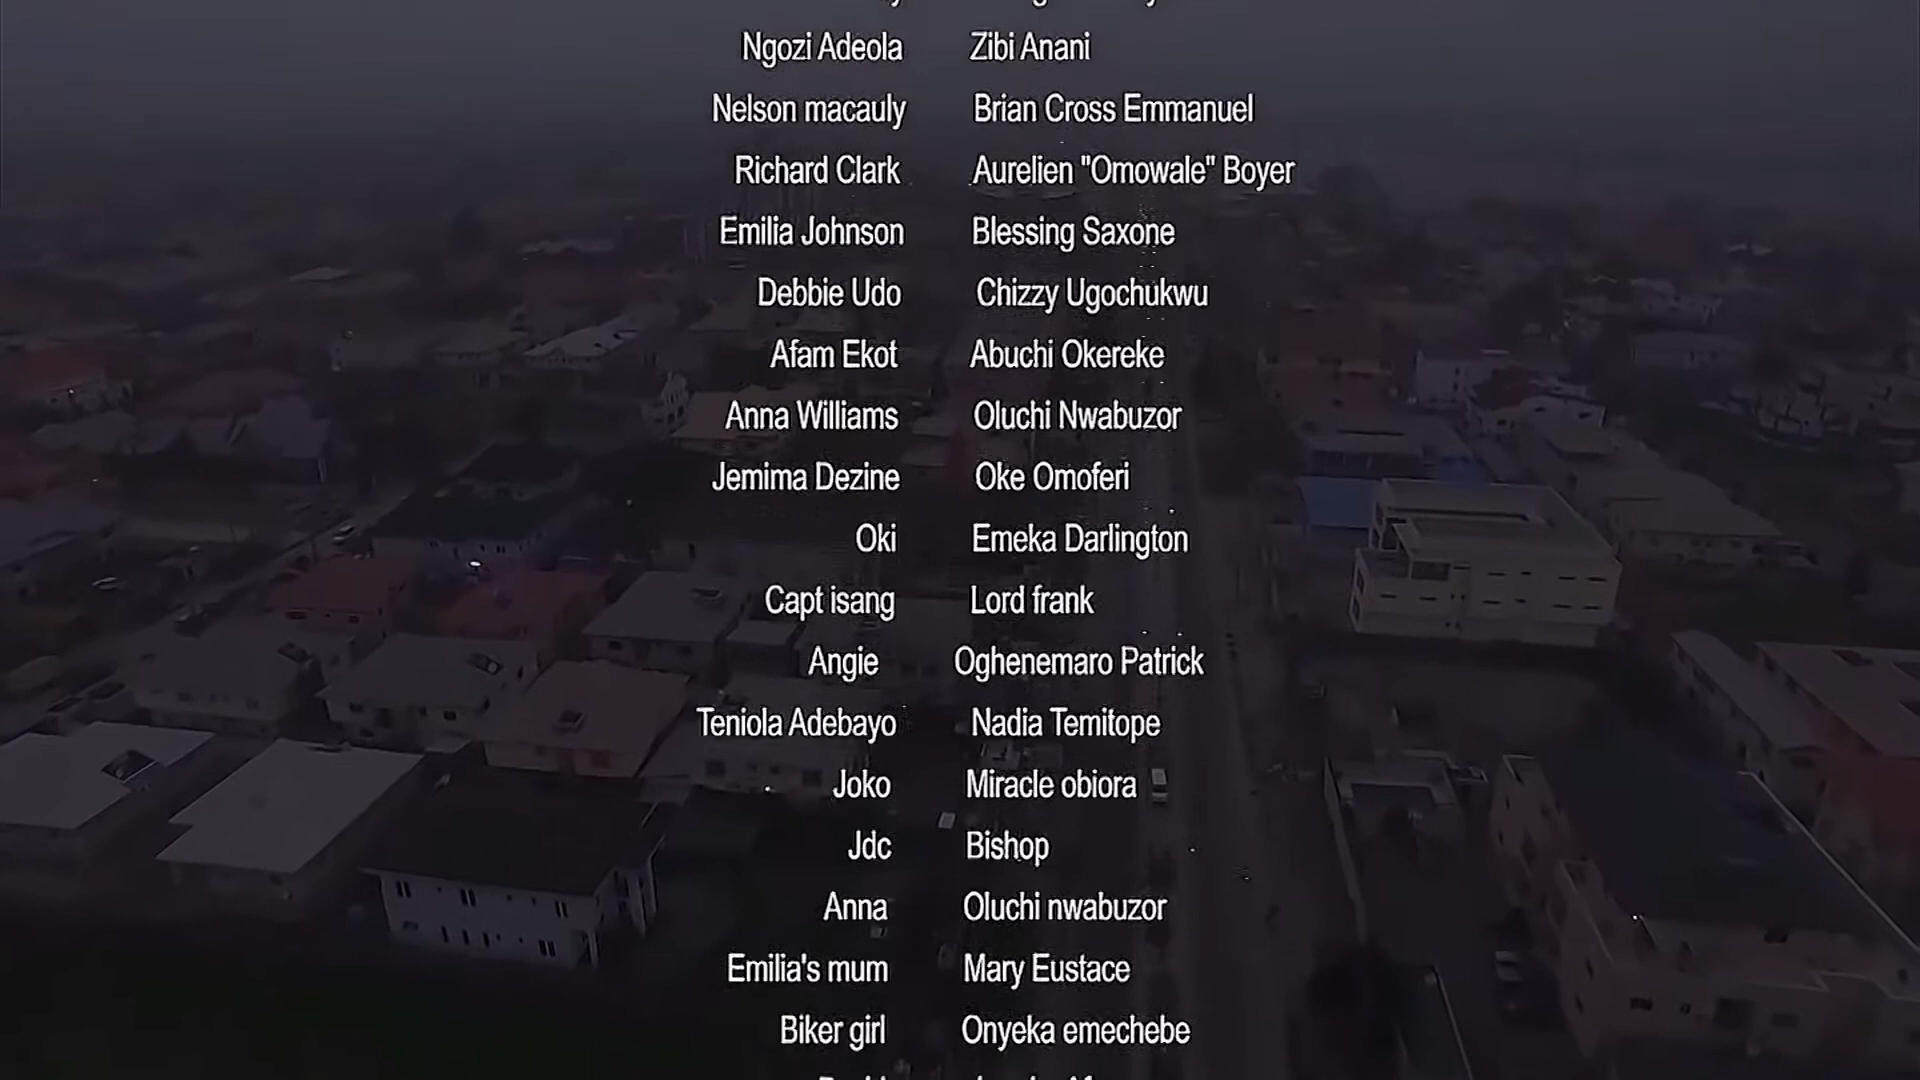 Ngozi Adeola Zibi Anani
Nelson macauly Brian Cross Emmanuel
Richard Clark Aurelien "Omowale" Boyer
Emilia Johnson Blessing Saxone
Debbie Udo Chizzy Ugochukwu
Afam Ekot Abuchi Okereke
Anna Williams Oluchi Nwabuzor
Jemima Dezine Oke Omoferi
Oki Emeka Darlington
Capt isang Lord frank
Angie Oghenemaro Patrick
Teniola Adebayo Nadia Temitope
Joko Miracle obiora
Jdc Bishop
Anna Oluchi nwabuzor
Emilia's mum Mary Eustace
Biker girl Onyeka emechebe